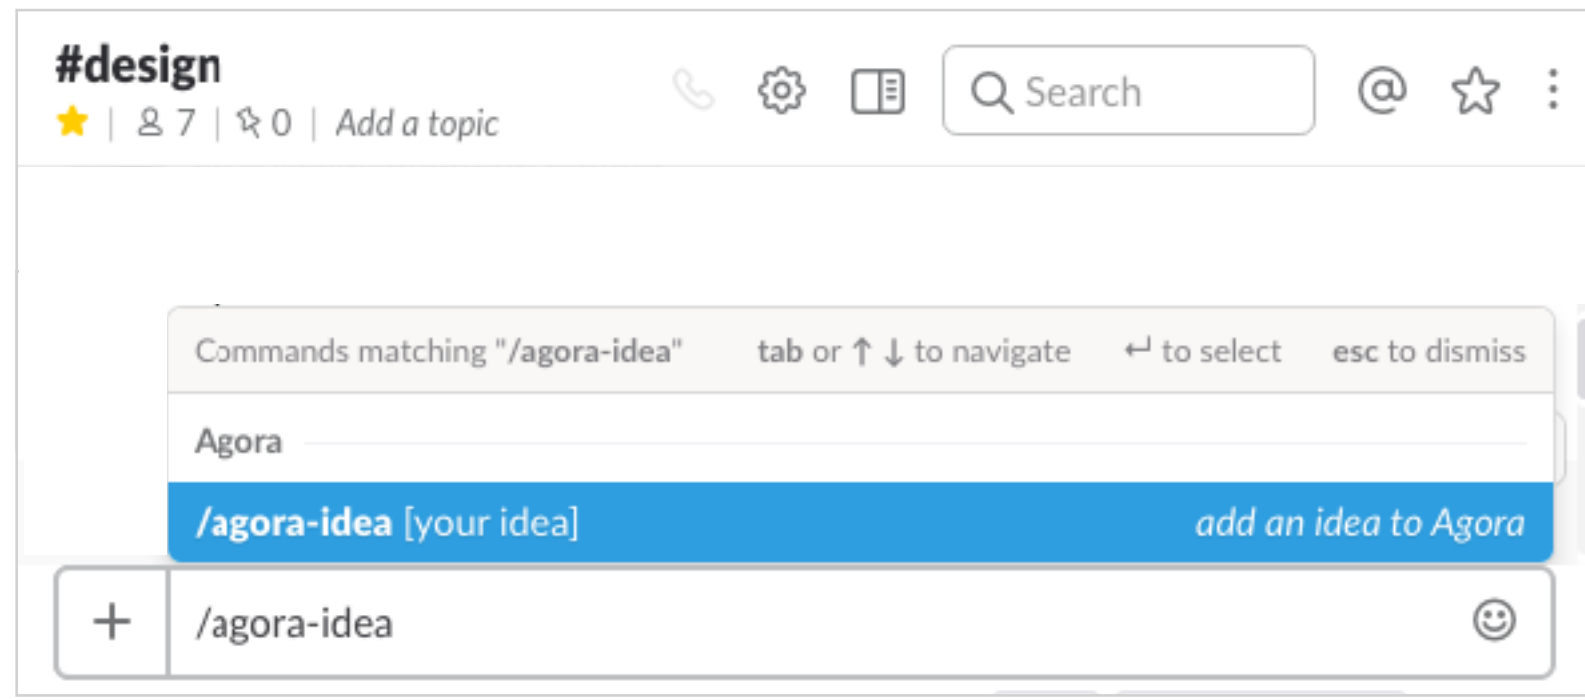 #design
7 | 0 | Add a topic
Search
Commands matching "/agora-idea" tab or ↑ ↓ to navigate ↵ to select esc to dismiss
Agora
/agora-idea [your idea] add an idea to Agora
/agora-idea